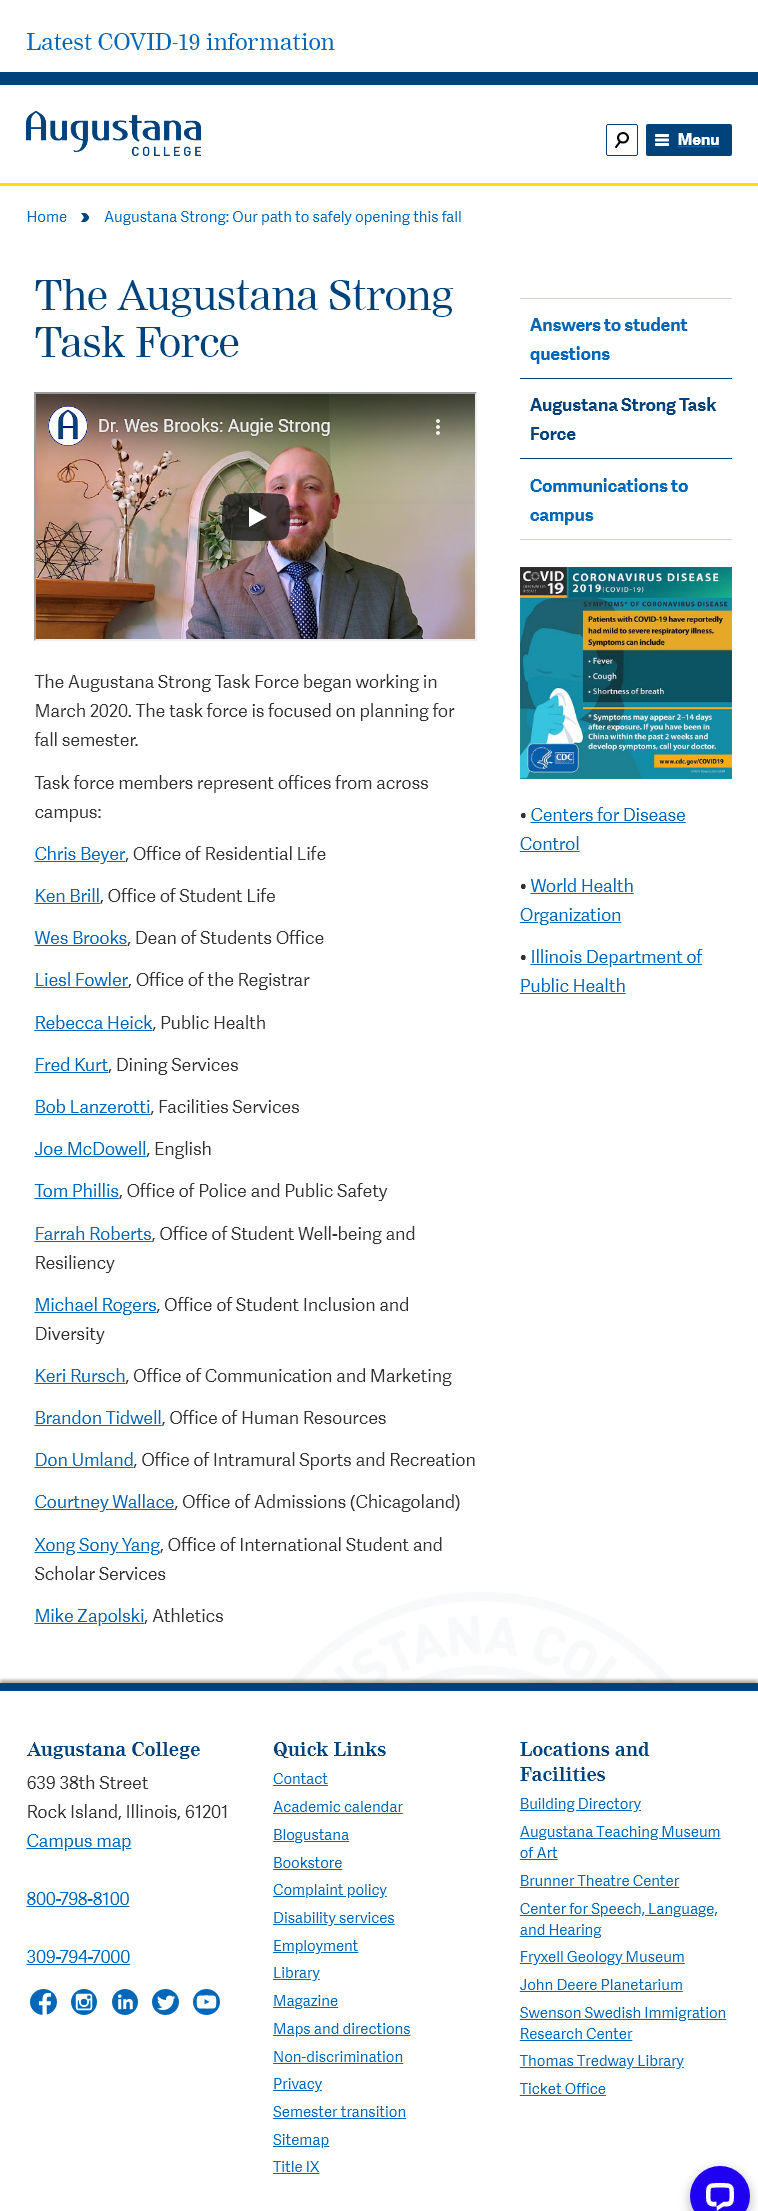 Latest COVID-19 information
Augustana
COLLEGE
Menu
Home
Augustana Strong: Our path to safely opening this fall
The Augustana Strong
Task Force
Dr. Wes Brooks: Augie Strong
The Augustana Strong Task Force began working in
March 2020. The task force is focused on planning for
fall semester.
Task force members represent offices from across
campus:
Chris Beyer, Office of Residential Life
Ken Brill, Office of Student Life
Wes Brooks, Dean of Students Office
Liesl Fowler, Office of the Registrar
Rebecca Heick, Public Health
Fred Kurt, Dining Services
Bob Lanzerotti, Facilities Services
Joe McDowell, English
Tom Phillis, Office of Police and Public Safety
Farrah Roberts, Office of Student Well-being and
Resiliency
Michael Rogers, Office of Student Inclusion and
Diversity
Keri Rursch, Office of Communication and Marketing
Brandon Tidwell, Office of Human Resources
Don Umland, Office of Intramural Sports and Recreation
Courtney Wallace, Office of Admissions (Chicagoland)
Xong Sony Yang, Office of International Student and
Scholar Services
Mike Zapolski, Athletics
Answers to student
questions
Augustana Strong Task
Force
Communications to
campus
COVID
19
CORONAVIRUS DISEASE
2019 (COVID-19)
SYMPTOMS* OF CORONAVIRUS DISEASE
Patients with COVID-19 have reportedly
had mild to severe respiratory illness.
Symptoms can include
• Fever
• Cough
• Shortness of breath
* Symptoms may appear 2–14 days
after exposure. If you have been in
China within the past 2 weeks and
develop symptoms, call your doctor.
CDC
www.cdc.gov/COVID19
• Centers for Disease
Control
• World Health
Organization
• Illinois Department of
Public Health
Augustana College
639 38th Street
Rock Island, Illinois, 61201
Campus map
800-798-8100
309-794-7000
Quick Links
Contact
Academic calendar
Blogustana
Bookstore
Complaint policy
Disability services
Employment
Library
Magazine
Maps and directions
Non-discrimination
Privacy
Semester transition
Sitemap
Title IX
Locations and
Facilities
Building Directory
Augustana Teaching Museum
of Art
Brunner Theatre Center
Center for Speech, Language,
and Hearing
Fryxell Geology Museum
John Deere Planetarium
Swenson Swedish Immigration
Research Center
Thomas Tredway Library
Ticket Office